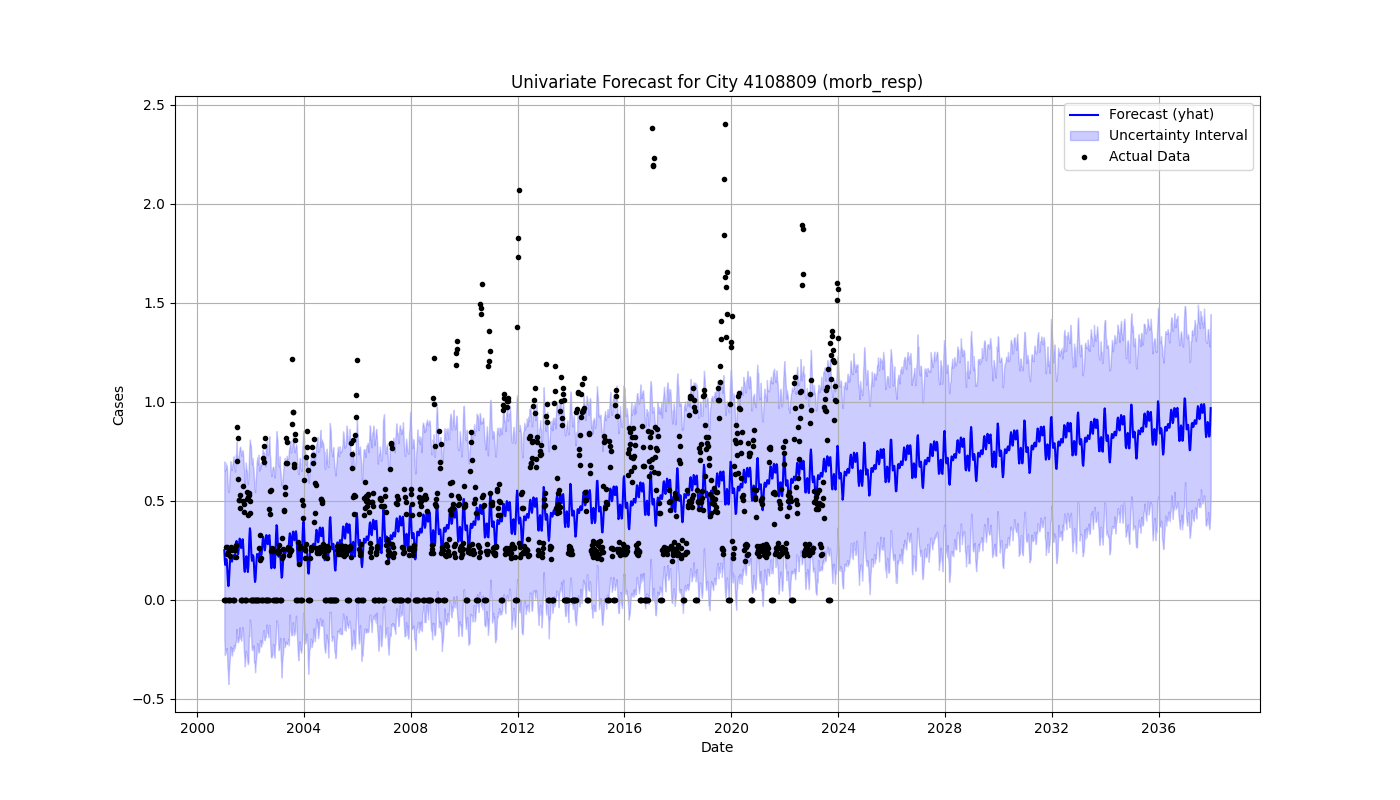 Univariate Forecast for City 4108809 (morb_resp)
Forecast (yhat)
Uncertainty Interval
Actual Data
Cases
2.5
2.0
1.5
1.0
0.5
0.0
−0.5
2000 2004 2008 2012 2016 2020 2024 2028 2032 2036
Date